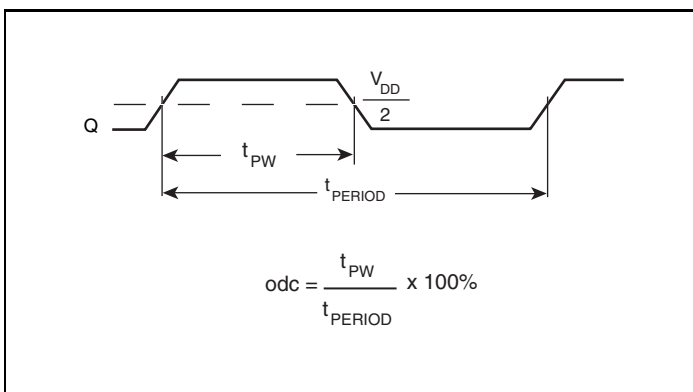 V_DD
2
Q
t_PW
t_PERIOD
odc = t_PW / t_PERIOD x 100%